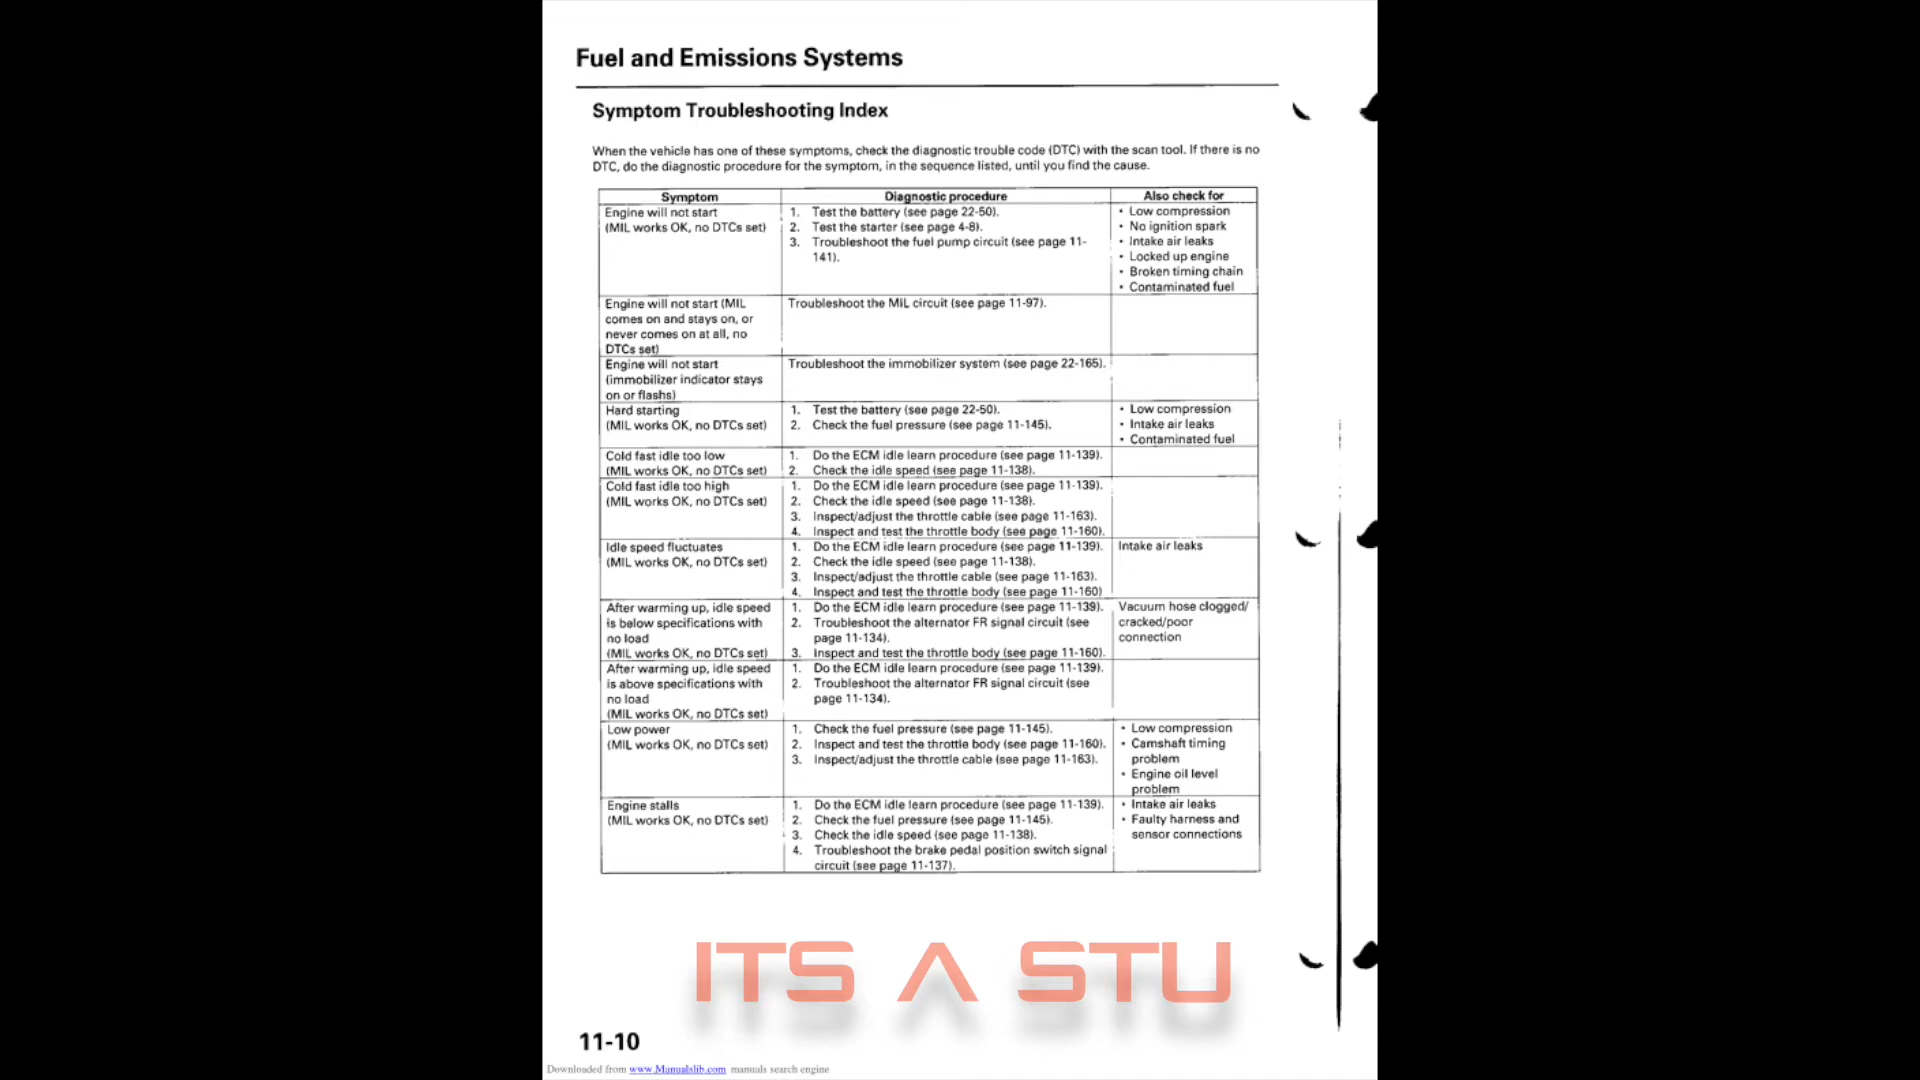 Fuel and Emissions Systems
Symptom Troubleshooting Index
When the vehicle has one of these symptoms, check the diagnostic trouble code (DTC) with the scan tool. If there is no
DTC, do the diagnostic procedure for the symptom, in the sequence listed, until you find the cause.
Symptom Diagnostic procedure Also check for
Engine will not start
(MIL works OK, no DTCs set)
1. Test the battery (see page 22-50).
2. Test the starter (see page 4-8).
3. Troubleshoot the fuel pump circuit (see page 11-
141).
• Low compression
• No ignition spark
• Intake air leaks
• Locked up engine
• Broken timing chain
• Contaminated fuel
Engine will not start (MIL
comes on and stays on, or
never comes on at all, no
DTCs set)
Troubleshoot the MIL circuit (see page 11-97).
Engine will not start
(immobilizer indicator stays
on or flashs)
Troubleshoot the immobilizer system (see page 22-165).
Hard starting
(MIL works OK, no DTCs set)
1. Test the battery (see page 22-50).
2. Check the fuel pressure (see page 11-145).
• Low compression
• Intake air leaks
• Contaminated fuel
Cold fast idle too low
(MIL works OK, no DTCs set)
1. Do the ECM idle learn procedure (see page 11-139).
2. Check the idle speed (see page 11-138).
Cold fast idle too high
(MIL works OK, no DTCs set)
1. Do the ECM idle learn procedure (see page 11-139).
2. Check the idle speed (see page 11-138).
3. Inspect/adjust the throttle cable (see page 11-163).
4. Inspect and test the throttle body (see page 11-160).
Idle speed fluctuates
(MIL works OK, no DTCs set)
1. Do the ECM idle learn procedure (see page 11-139).
2. Check the idle speed (see page 11-138).
3. Inspect/adjust the throttle cable (see page 11-163).
4. Inspect and test the throttle body (see page 11-160)
Intake air leaks
After warming up, idle speed
is below specifications with
no load
(MIL works OK, no DTCs set)
1. Do the ECM idle learn procedure (see page 11-139).
2. Troubleshoot the alternator FR signal circuit (see
page 11-134).
3. Inspect and test the throttle body (see page 11-160).
Vacuum hose clogged/
cracked/poor
connection
After warming up, idle speed
is above specifications with
no load
(MIL works OK, no DTCs set)
1. Do the ECM idle learn procedure (see page 11-139).
2. Troubleshoot the alternator FR signal circuit (see
page 11-134).
Low power
(MIL works OK, no DTCs set)
1. Check the fuel pressure (see page 11-145).
2. Inspect and test the throttle body (see page 11-160).
3. Inspect/adjust the throttle cable (see page 11-163).
• Low compression
• Camshaft timing
problem
• Engine oil level
problem
Engine stalls
(MIL works OK, no DTCs set)
1. Do the ECM idle learn procedure (see page 11-139).
2. Check the fuel pressure (see page 11-145).
3. Check the idle speed (see page 11-138).
4. Troubleshoot the brake pedal position switch signal
circuit (see page 11-137).
• Intake air leaks
• Faulty harness and
sensor connections
ITS A STU
11-10
Downloaded from www.Manualslib.com manuals search engine